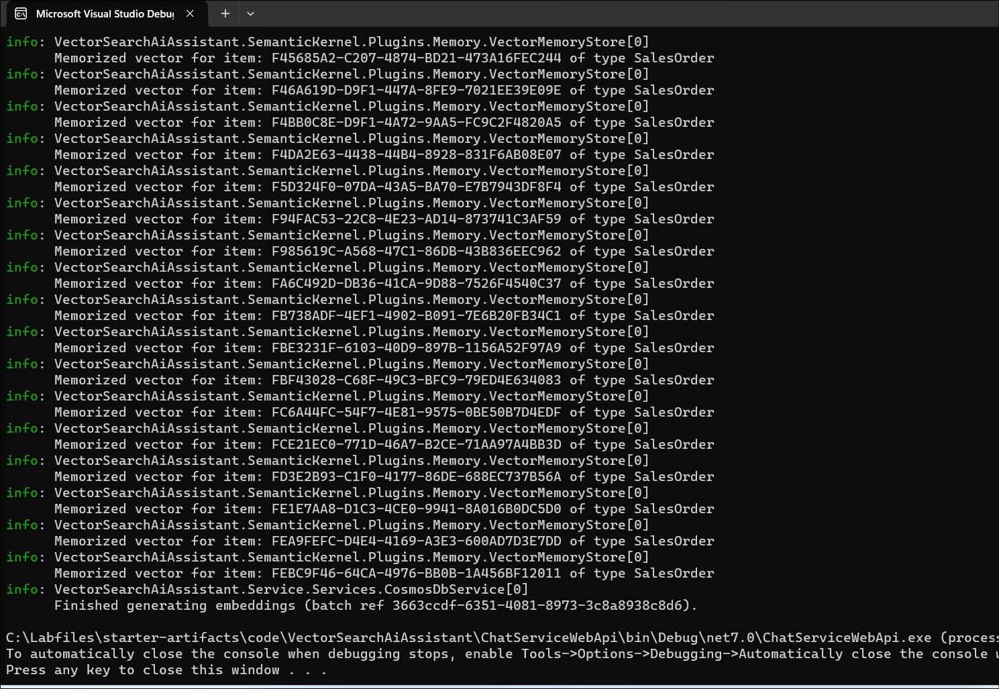 Microsoft Visual Studio Debug
info: VectorSearchAiAssistant.SemanticKernel.Plugins.Memory.VectorMemoryStore[0]
Memorized vector for item: F45685A2-C207-4874-BD21-473A16FEC244 of type SalesOrder
info: VectorSearchAiAssistant.SemanticKernel.Plugins.Memory.VectorMemoryStore[0]
Memorized vector for item: F46A619D-D9F1-447A-8FE9-7021EE39E09E of type SalesOrder
info: VectorSearchAiAssistant.SemanticKernel.Plugins.Memory.VectorMemoryStore[0]
Memorized vector for item: F4BB0C8E-D9F1-4A72-9AA5-FC9C2F4820A5 of type SalesOrder
info: VectorSearchAiAssistant.SemanticKernel.Plugins.Memory.VectorMemoryStore[0]
Memorized vector for item: F4DA2E63-4438-44B4-8928-831F6AB08E07 of type SalesOrder
info: VectorSearchAiAssistant.SemanticKernel.Plugins.Memory.VectorMemoryStore[0]
Memorized vector for item: F5D324F0-07DA-43A5-BA70-E7B7943DF8F4 of type SalesOrder
info: VectorSearchAiAssistant.SemanticKernel.Plugins.Memory.VectorMemoryStore[0]
Memorized vector for item: F94FAC53-22C8-4E23-AD14-873741C3AF59 of type SalesOrder
info: VectorSearchAiAssistant.SemanticKernel.Plugins.Memory.VectorMemoryStore[0]
Memorized vector for item: F985619C-A568-47C1-86DB-43B836EEC962 of type SalesOrder
info: VectorSearchAiAssistant.SemanticKernel.Plugins.Memory.VectorMemoryStore[0]
Memorized vector for item: FA6C492D-DB36-41CA-9D88-7526F4540C37 of type SalesOrder
info: VectorSearchAiAssistant.SemanticKernel.Plugins.Memory.VectorMemoryStore[0]
Memorized vector for item: FB738ADF-4EF1-4902-B091-7E6B20FB34C1 of type SalesOrder
info: VectorSearchAiAssistant.SemanticKernel.Plugins.Memory.VectorMemoryStore[0]
Memorized vector for item: FBE3231F-6103-40D9-897B-1156A52F97A9 of type SalesOrder
info: VectorSearchAiAssistant.SemanticKernel.Plugins.Memory.VectorMemoryStore[0]
Memorized vector for item: FBF43028-C68F-49C3-BFC9-79ED4E634083 of type SalesOrder
info: VectorSearchAiAssistant.SemanticKernel.Plugins.Memory.VectorMemoryStore[0]
Memorized vector for item: FC6A44FC-54F7-4E81-9575-0BE50B7D4EDF of type SalesOrder
info: VectorSearchAiAssistant.SemanticKernel.Plugins.Memory.VectorMemoryStore[0]
Memorized vector for item: FCE21EC0-771D-46A7-B2CE-71AA97A4BB3D of type SalesOrder
info: VectorSearchAiAssistant.SemanticKernel.Plugins.Memory.VectorMemoryStore[0]
Memorized vector for item: FD3E2B93-C1F0-4177-86DE-688EC737B56A of type SalesOrder
info: VectorSearchAiAssistant.SemanticKernel.Plugins.Memory.VectorMemoryStore[0]
Memorized vector for item: FE1E7AA8-D1C3-4CE0-9941-8A016B0DC5D0 of type SalesOrder
info: VectorSearchAiAssistant.SemanticKernel.Plugins.Memory.VectorMemoryStore[0]
Memorized vector for item: FEA9FEFC-D4E4-4169-A3E3-600AD7D3E7DD of type SalesOrder
info: VectorSearchAiAssistant.SemanticKernel.Plugins.Memory.VectorMemoryStore[0]
Memorized vector for item: FEBC9F46-64CA-4976-BB0B-1A456BF12011 of type SalesOrder
info: VectorSearchAiAssistant.Service.Services.CosmosDbService[0]
Finished generating embeddings (batch ref 3663ccdf-6351-4081-8973-3c8a8938c8d6).
C:\Labfiles\starter-artifacts\code\VectorSearchAiAssistant\ChatServiceWebApi\bin\Debug\net7.0\ChatServiceWebApi.exe (process
To automatically close the console when debugging stops, enable Tools->Options->Debugging->Automatically close the console w
Press any key to close this window . . .